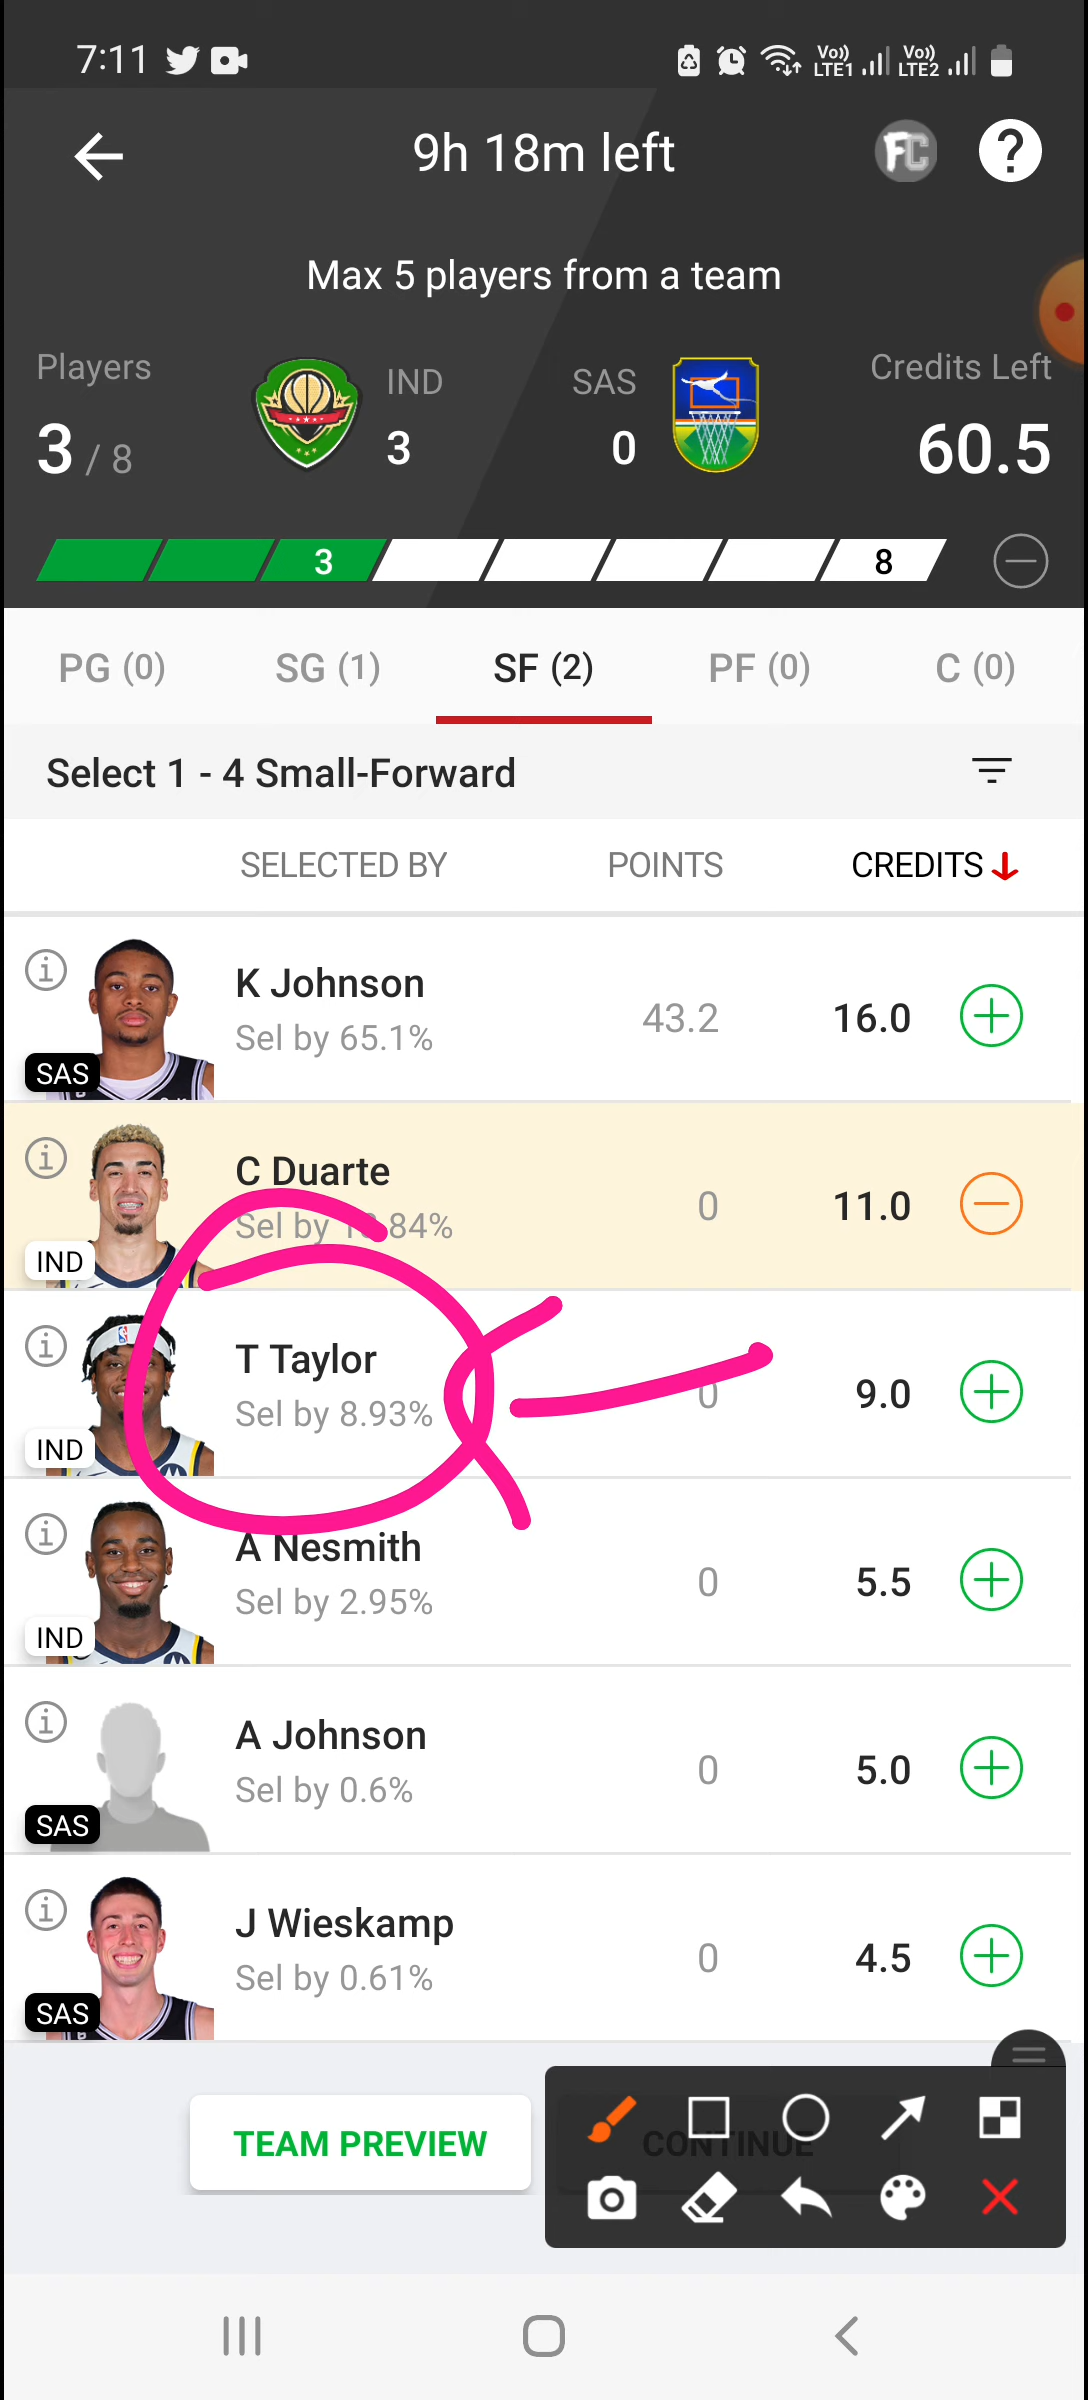 7:11
Vo)) LTE1 Vo)) LTE2
9h 18m left
FC ?
Max 5 players from a team
Players IND SAS Credits Left
3 / 8 3 0 60.5
3 8
PG (0) SG (1) SF (2) PF (0) C (0)
Select 1 - 4 Small-Forward
SELECTED BY POINTS CREDITS
K Johnson
Sel by 65.1% 43.2 16.0
SAS
C Duarte
84% 0 11.0
IND
T Taylor
Sel by 8.93% 0 9.0
IND
A Nesmith
Sel by 2.95% 0 5.5
IND
A Johnson
Sel by 0.6% 0 5.0
SAS
J Wieskamp
Sel by 0.61% 0 4.5
SAS
TEAM PREVIEW CONTINUE